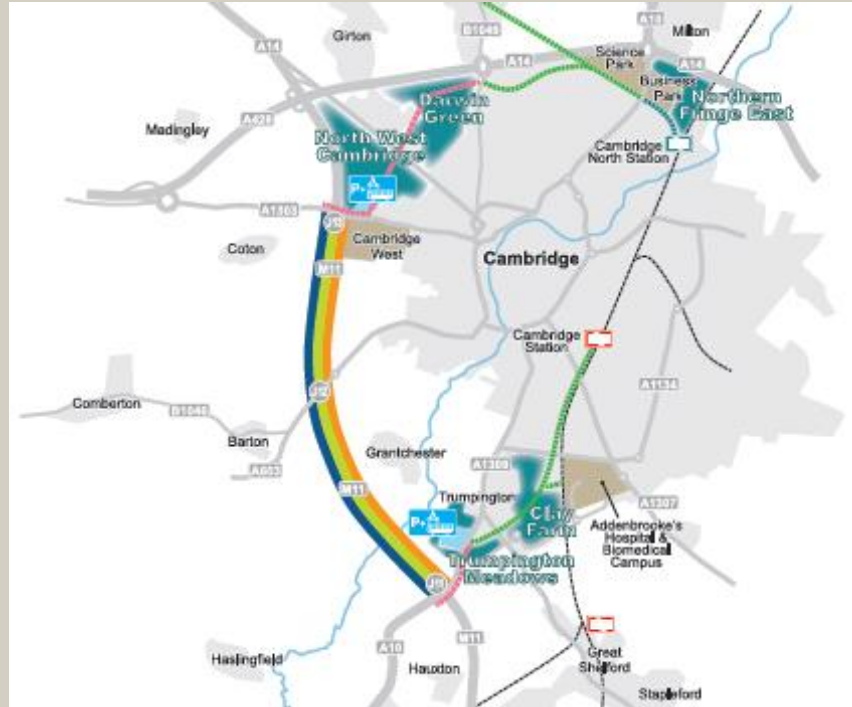 A14
Girton
B1049
A10
Milton
A14
Science
Park
A14
Business
Park
Northern
Fringe East
Darwin
Green
Madingley
A428
North West
Cambridge
Cambridge
North Station
P+
A1303
J13
Cambridge
West
Coton
M11
Cambridge
Cambridge
Station
J12
A1134
Comberton
B1046
Barton
A603
Grantchester
A1309
M11
Trumpington
P+
Clay
Farm
A1307
Addenbrooke's
Hospital &
Biomedical
Campus
Trumpington
Meadows
J11
A10
M11
Haslingfield
Hauxton
Great
Shelford
Stapleford